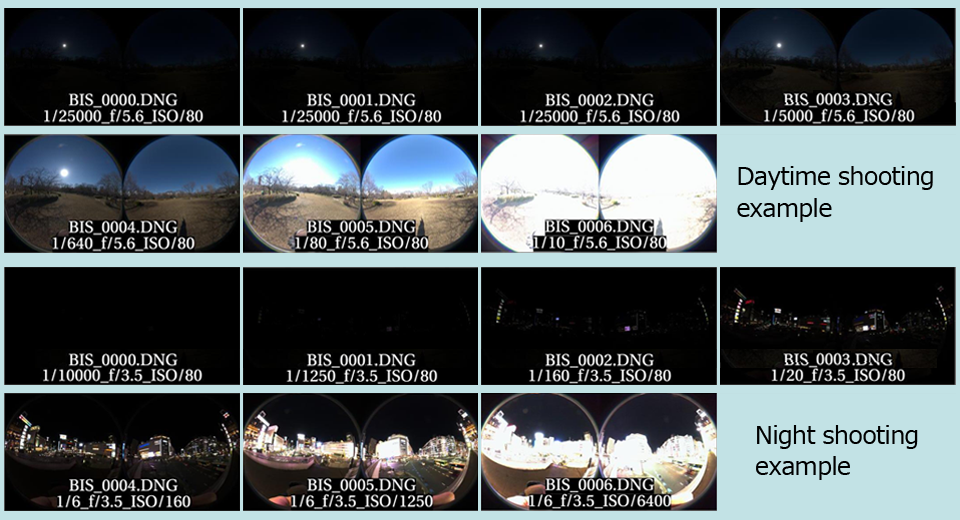 BIS_0000.DNG
1/25000_f/5.6_ISO/80
BIS_0001.DNG
1/25000_f/5.6_ISO/80
BIS_0002.DNG
1/25000_f/5.6_ISO/80
BIS_0003.DNG
1/5000_f/5.6_ISO/80
BIS_0004.DNG
1/640_f/5.6_ISO/80
BIS_0005.DNG
1/80_f/5.6_ISO/80
BIS_0006.DNG
1/10_f/5.6_ISO/80
Daytime shooting
example
BIS_0000.DNG
1/10000_f/3.5_ISO/80
BIS_0001.DNG
1/1250_f/3.5_ISO/80
BIS_0002.DNG
1/160_f/3.5_ISO/80
BIS_0003.DNG
1/20_f/3.5_ISO/80
BIS_0004.DNG
1/6_f/3.5_ISO/160
BIS_0005.DNG
1/6_f/3.5_ISO/1250
BIS_0006.DNG
1/6_f/3.5_ISO/6400
Night shooting
example